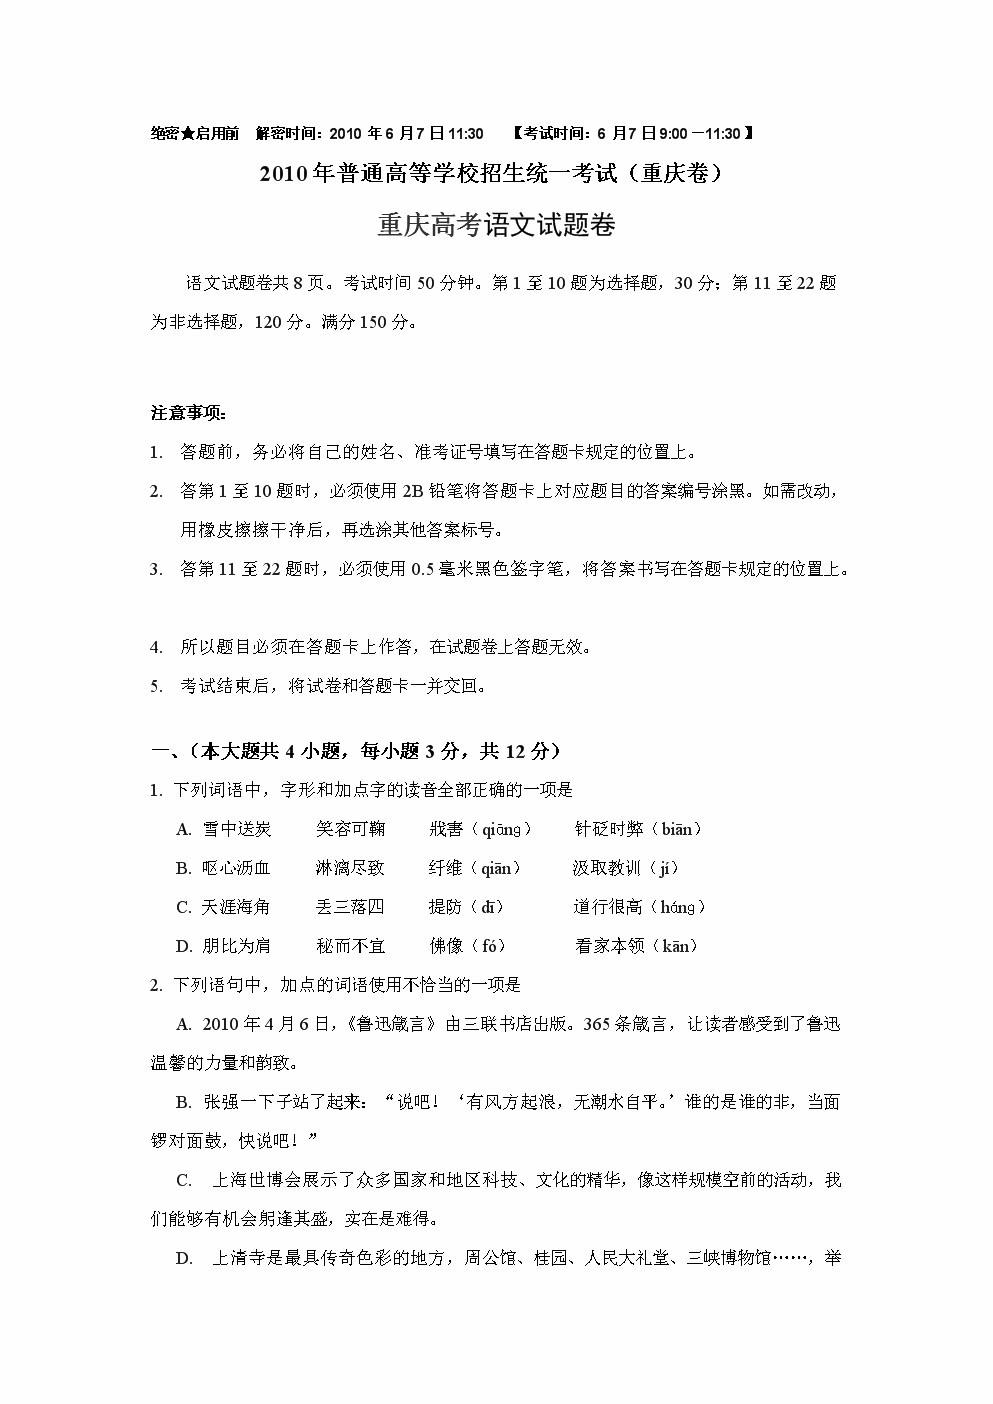 绝密★启用前 解密时间：2010 年 6 月 7 日 11:30 【考试时间：6 月 7 日 9:00—11:30】
2010 年普通高等学校招生统一考试（重庆卷）
重庆高考语文试题卷
语文试题卷共 8 页。考试时间 50 分钟。第 1 至 10 题为选择题，30 分；第 11 至 22 题
为非选择题，120 分。满分 150 分。
注意事项：
1. 答题前，务必将自己的姓名、准考证号填写在答题卡规定的位置上。
2. 答第 1 至 10 题时，必须使用 2B 铅笔将答题卡上对应题目的答案编号涂黑。如需改动，
用橡皮擦擦干净后，再选涂其他答案标号。
3. 答第 11 至 22 题时，必须使用 0.5 毫米黑色签字笔，将答案书写在答题卡规定的位置上。
4. 所以题目必须在答题卡上作答，在试题卷上答题无效。
5. 考试结束后，将试卷和答题卡一并交回。
一、（本大题共 4 小题，每小题 3 分，共 12 分）
1. 下列词语中，字形和加点字的读音全部正确的一项是
A. 雪中送炭 笑容可鞠 戕害（qiāng） 针砭时弊（biān）
B. 呕心沥血 淋漓尽致 纤维（qiān） 汲取教训（jí）
C. 天涯海角 丢三落四 提防（dī） 道行很高（háng）
D. 朋比为肩 秘而不宜 佛像（fó） 看家本领（kān）
2. 下列语句中，加点的词语使用不恰当的一项是
A. 2010 年 4 月 6 日，《鲁迅箴言》由三联书店出版。365 条箴言，让读者感受到了鲁迅
温馨的力量和韵致。
B. 张强一下子站了起来：“说吧！‘有风方起浪，无潮水自平。’谁的是谁的非，当面
锣对面鼓，快说吧！”
C. 上海世博会展示了众多国家和地区科技、文化的精华，像这样规模空前的活动，我
们能够有机会躬逢其盛，实在是难得。
D. 上清寺是最具传奇色彩的地方，周公馆、桂园、人民大礼堂、三峡博物馆……，举